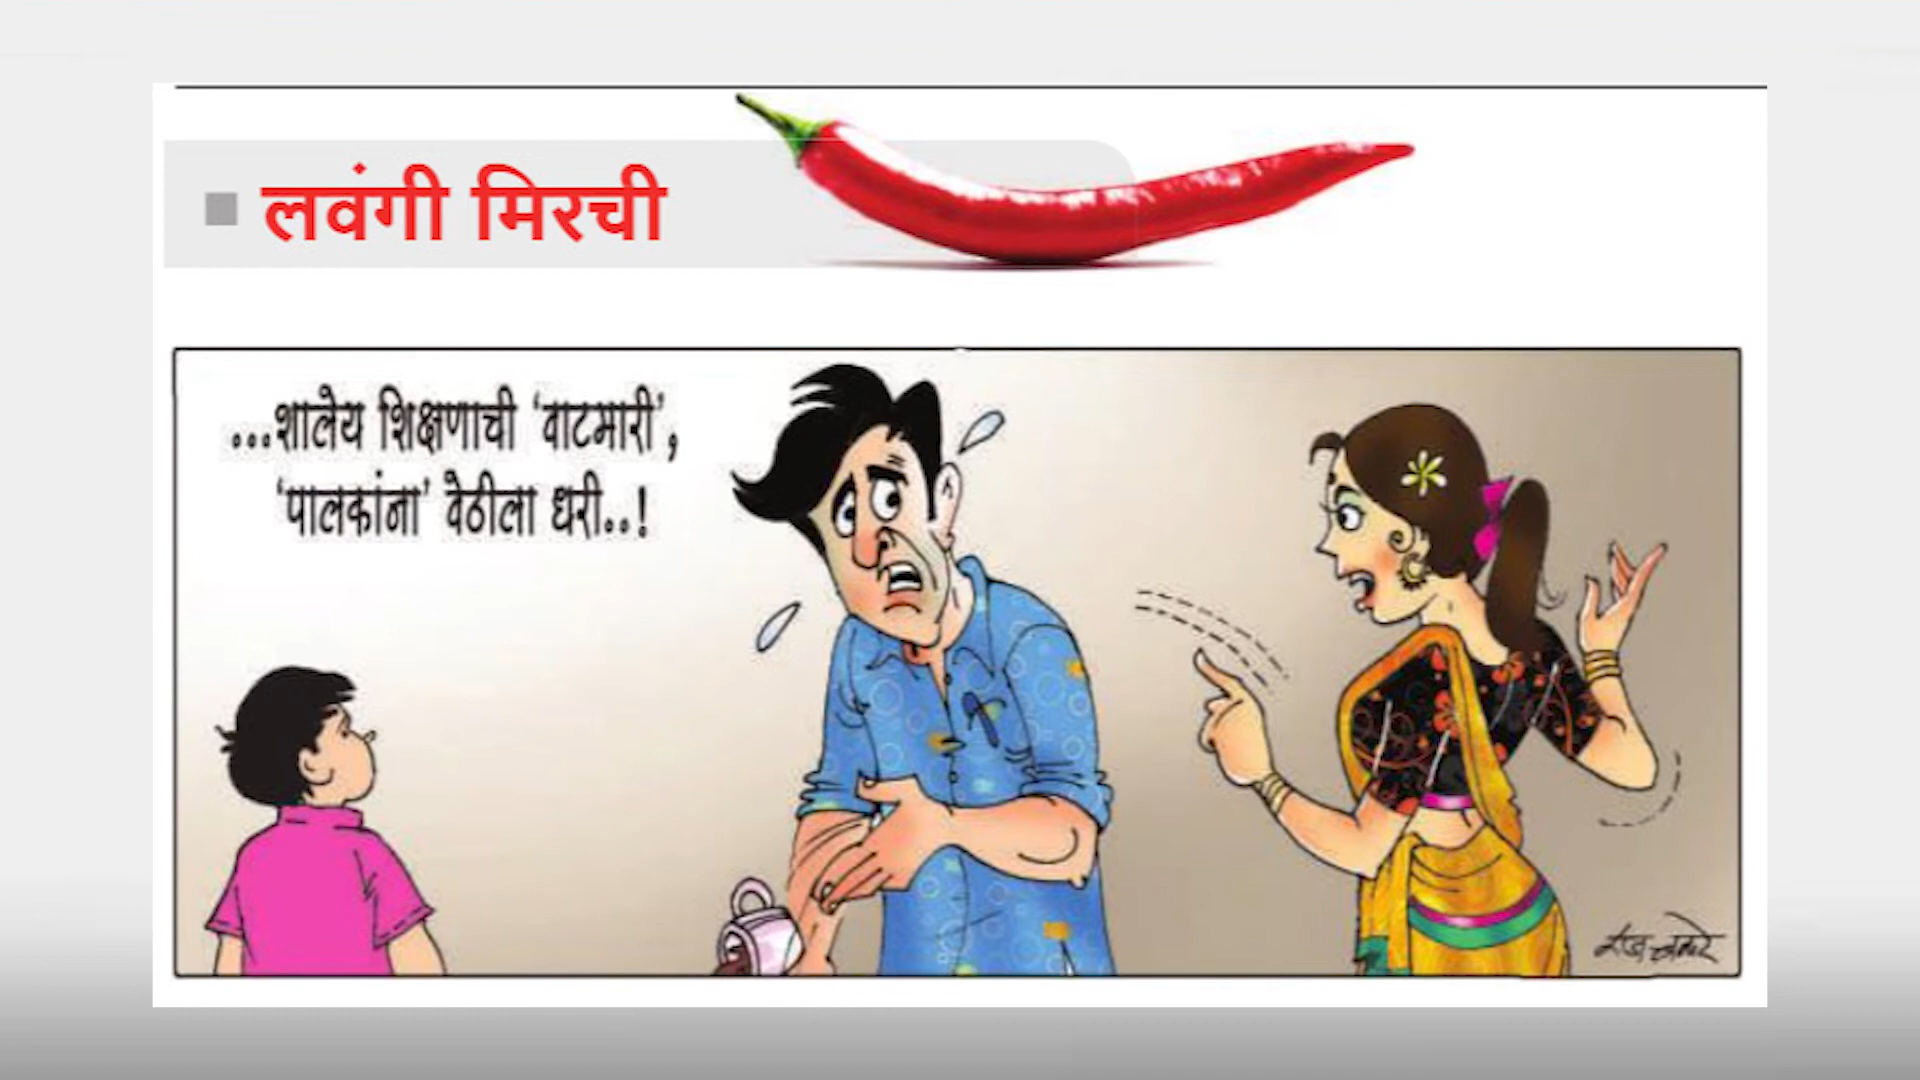 लवंगी मिरची
...शालेय शिक्षणाची 'वाटमारी',
'पालकांना' वेठीला धरी..!